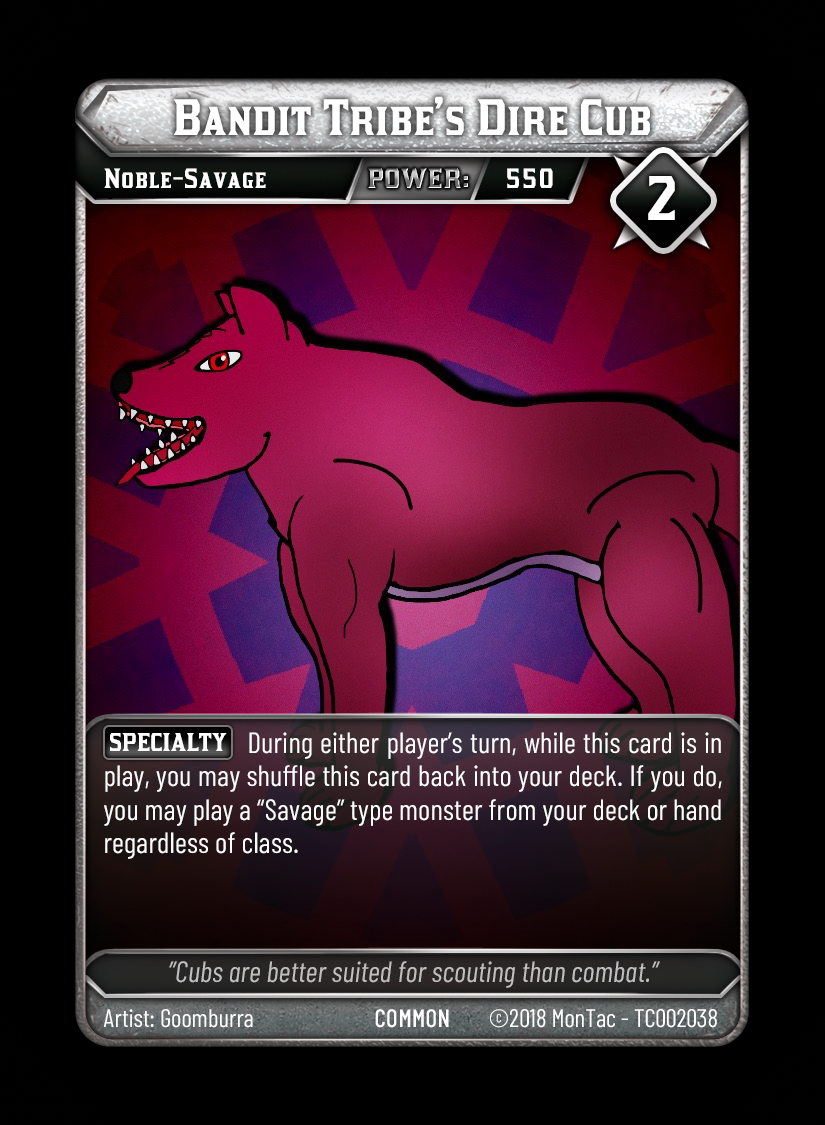 Bandit Tribe's Dire Cub
Noble-Savage POWER: 550
2
SPECIALTY During either player's turn, while this card is in
play, you may shuffle this card back into your deck. If you do,
you may play a "Savage" type monster from your deck or hand
regardless of class.
"Cubs are better suited for scouting than combat."
Artist: Goomburra COMMON ©2018 MonTac - TC002038